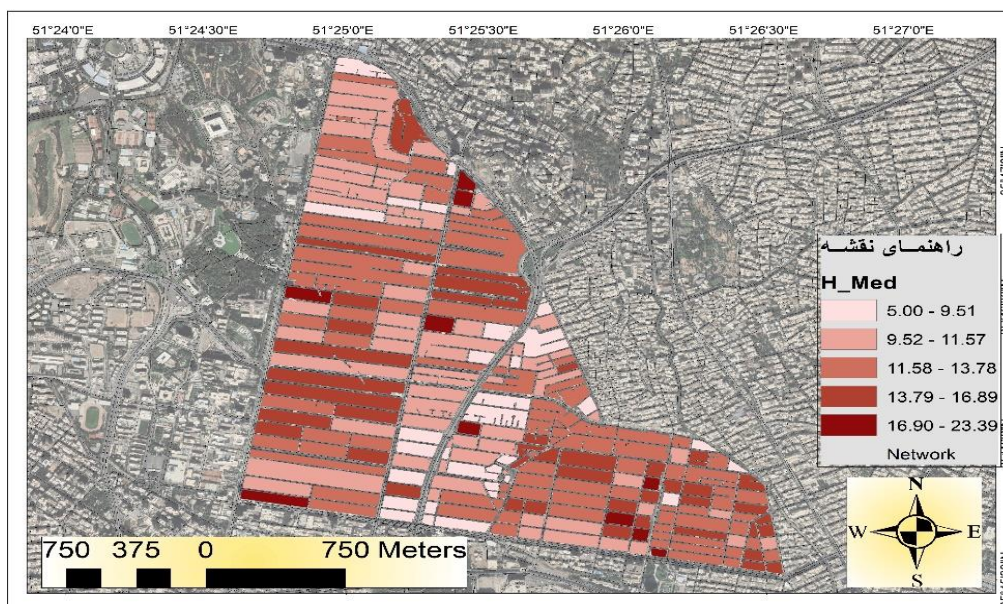 51°24'0"E 51°24'30"E 51°25'0"E 51°25'30"E 51°26'0"E 51°26'30"E 51°27'0"E
راهنمــای نقشــه
H_Med
5.00 - 9.51
9.52 - 11.57
11.58 - 13.78
13.79 - 16.89
16.90 - 23.39
Network
N
W E
S
750 375 0 750 Meters